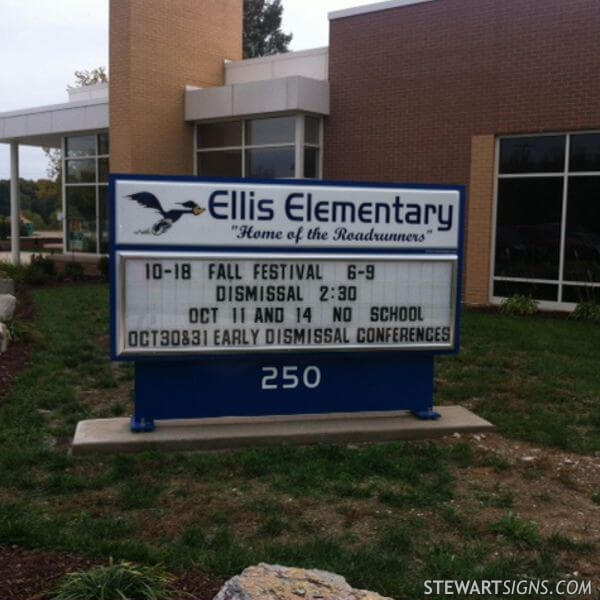 Ellis Elementary
"Home of the Roadrunners"
10-18 FALL FESTIVAL 6-9
DISMISSAL 2:30
OCT 11 AND 14 NO SCHOOL
OCT30&31 EARLY DISMISSAL CONFERENCES
250
STEWARTSIGNS.COM